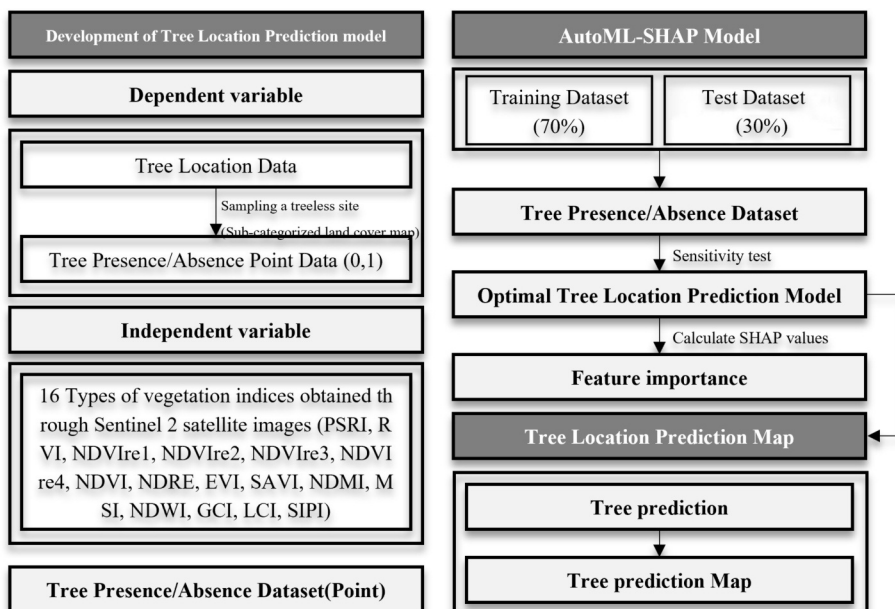 Development of Tree Location Prediction model
Dependent variable
Tree Location Data
Sampling a treeless site
(Sub-categorized land cover map)
Tree Presence/Absence Point Data (0,1)
Independent variable
16 Types of vegetation indices obtained th
rough Sentinel 2 satellite images (PSRI, R
VI, NDVIre1, NDVIre2, NDVIre3, NDVI
re4, NDVI, NDRE, EVI, SAVI, NDMI, M
SI, NDWI, GCI, LCI, SIPI)
Tree Presence/Absence Dataset(Point)
AutoML-SHAP Model
Training Dataset
(70%)
Test Dataset
(30%)
Tree Presence/Absence Dataset
Sensitivity test
Optimal Tree Location Prediction Model
Calculate SHAP values
Feature importance
Tree Location Prediction Map
Tree prediction
Tree prediction Map